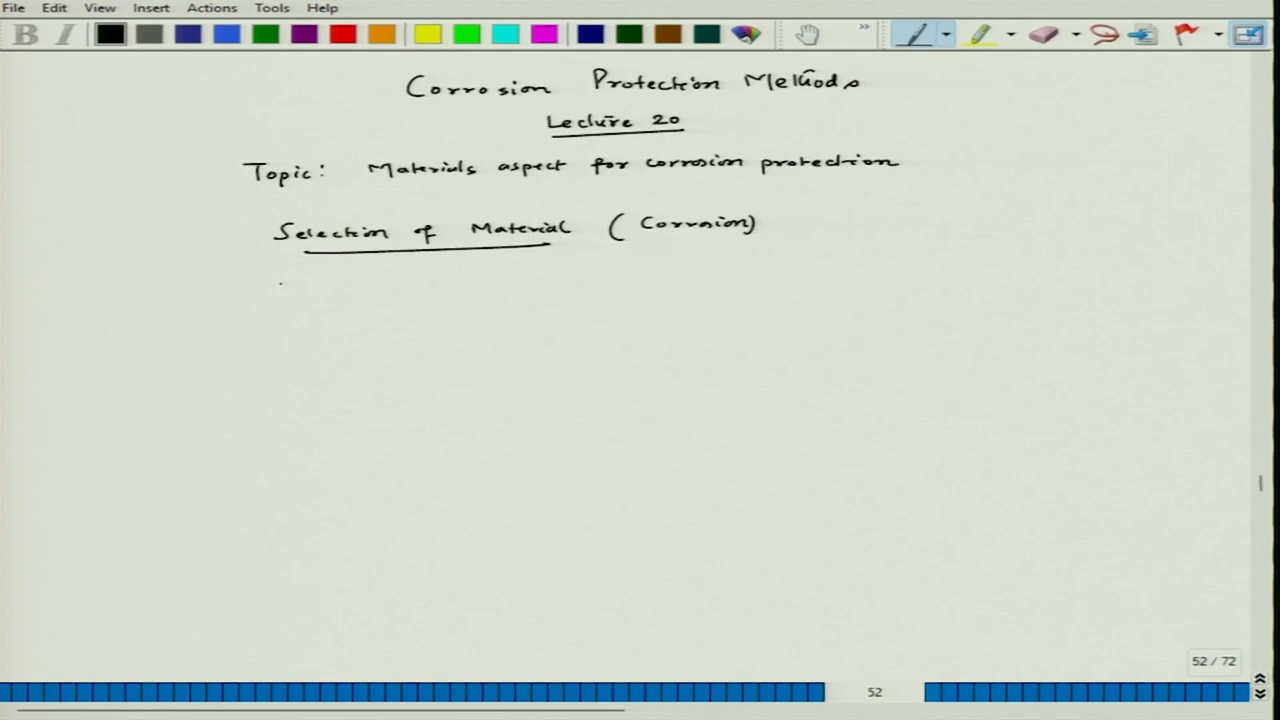 File Edit View Insert Actions Tools Help
B I
Corrosion Protection Methods
Lecture 20
Topic: Materials aspect for corrosion protection
Selection of Material (Corrosion)
52 / 72
52